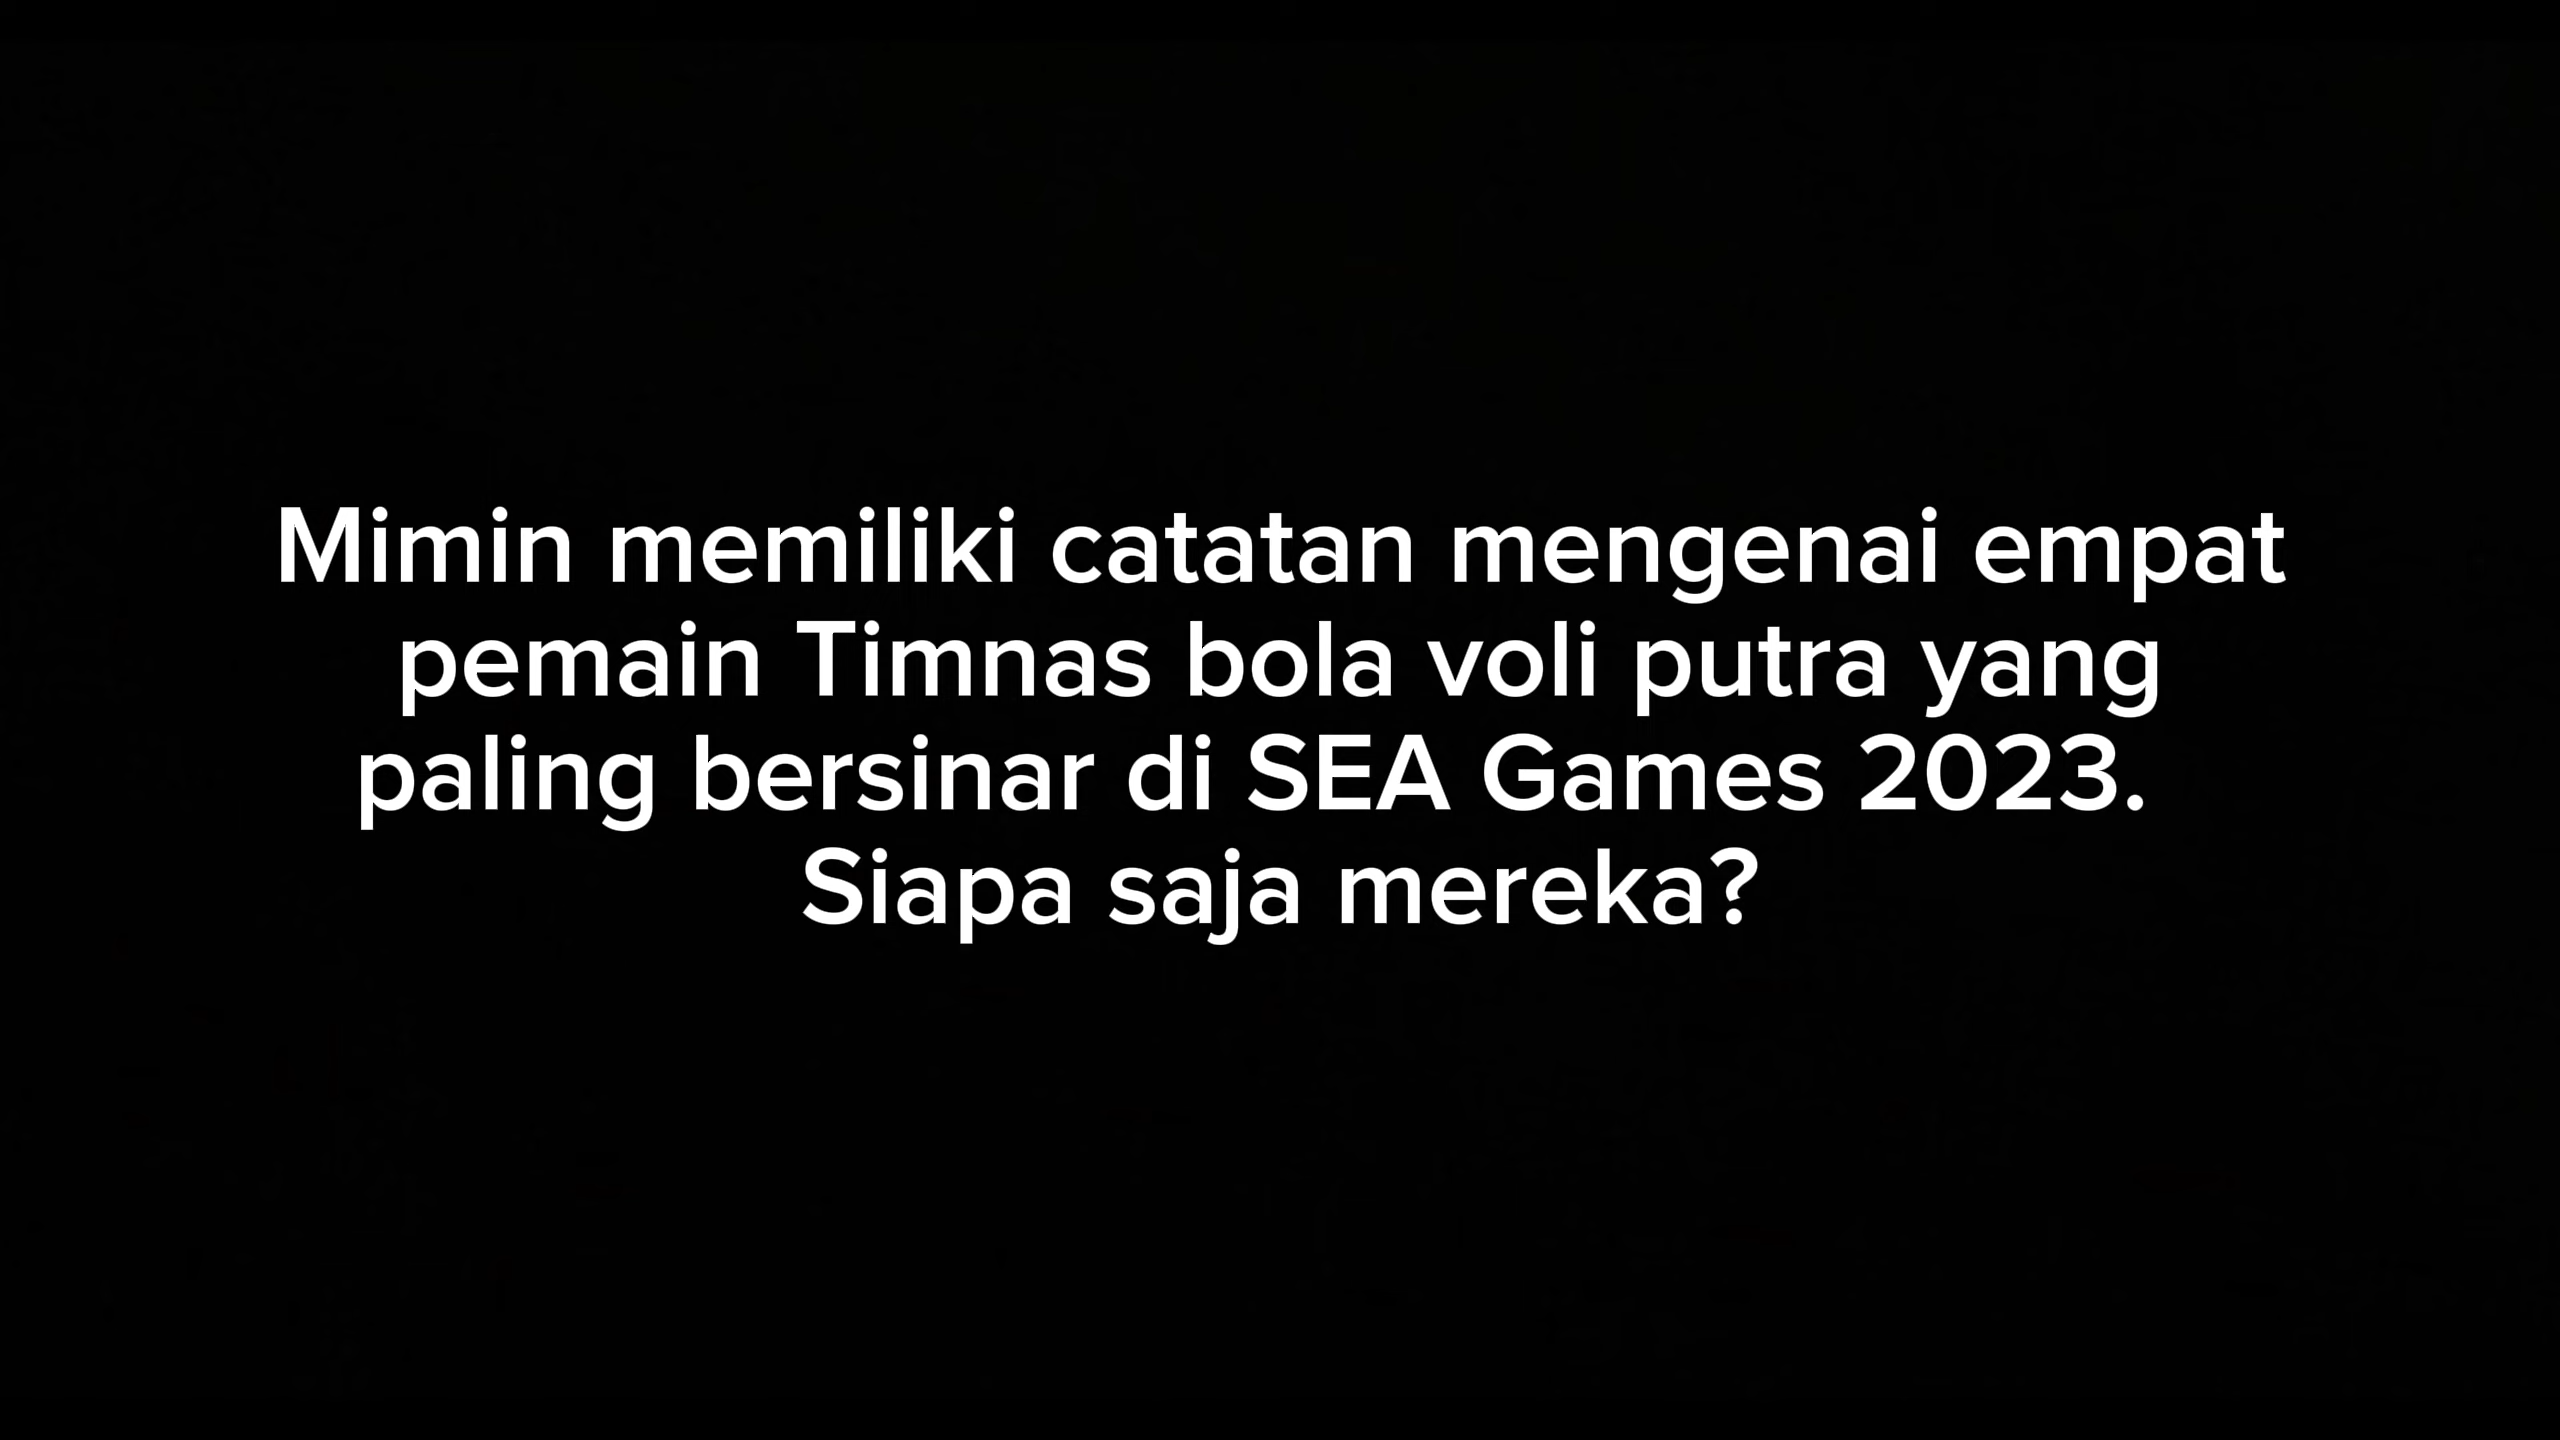 Mimin memiliki catatan mengenai empat
pemain Timnas bola voli putra yang
paling bersinar di SEA Games 2023.
Siapa saja mereka?